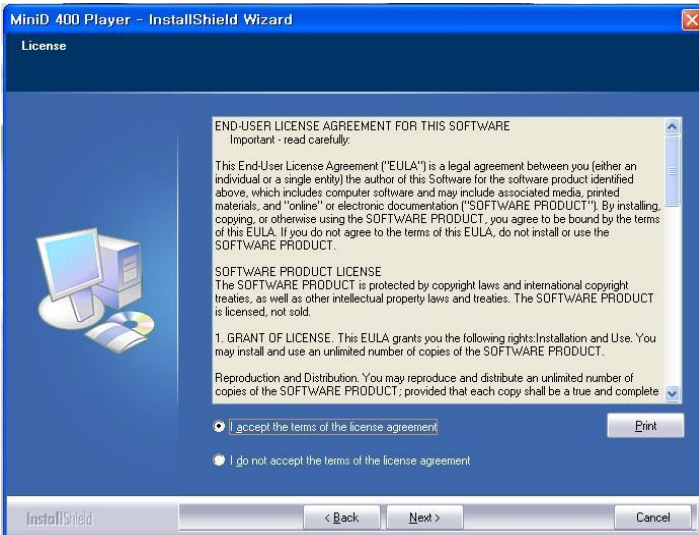 MiniD 400 Player - InstallShield Wizard
License
END-USER LICENSE AGREEMENT FOR THIS SOFTWARE
Important - read carefully:
This End-User License Agreement ("EULA") is a legal agreement between you (either an
individual or a single entity) the author of this Software for the software product identified
above, which includes computer software and may include associated media, printed
materials, and "online" or electronic documentation ("SOFTWARE PRODUCT"). By installing,
copying, or otherwise using the SOFTWARE PRODUCT, you agree to be bound by the terms
of this EULA. If you do not agree to the terms of this EULA, do not install or use the
SOFTWARE PRODUCT.
SOFTWARE PRODUCT LICENSE
The SOFTWARE PRODUCT is protected by copyright laws and international copyright
treaties, as well as other intellectual property laws and treaties. The SOFTWARE PRODUCT
is licensed, not sold.
1. GRANT OF LICENSE. This EULA grants you the following rights:Installation and Use. You
may install and use an unlimited number of copies of the SOFTWARE PRODUCT.
Reproduction and Distribution. You may reproduce and distribute an unlimited number of
copies of the SOFTWARE PRODUCT; provided that each copy shall be a true and complete
I accept the terms of the license agreement
Print
I do not accept the terms of the license agreement
InstallShield
< Back
Next >
Cancel